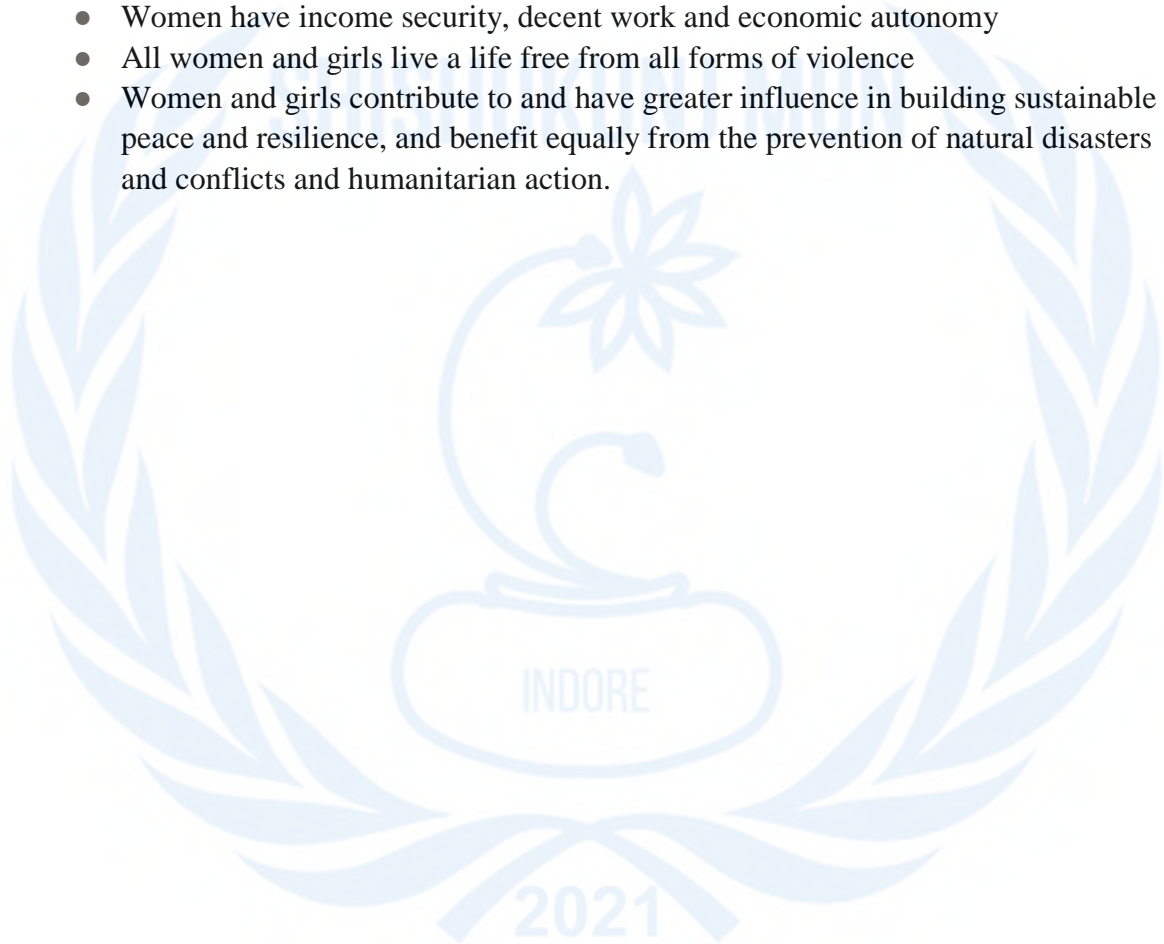 ● Women have income security, decent work and economic autonomy
● All women and girls live a life free from all forms of violence
● Women and girls contribute to and have greater influence in building sustainable
peace and resilience, and benefit equally from the prevention of natural disasters
and conflicts and humanitarian action.
INDORE
2021